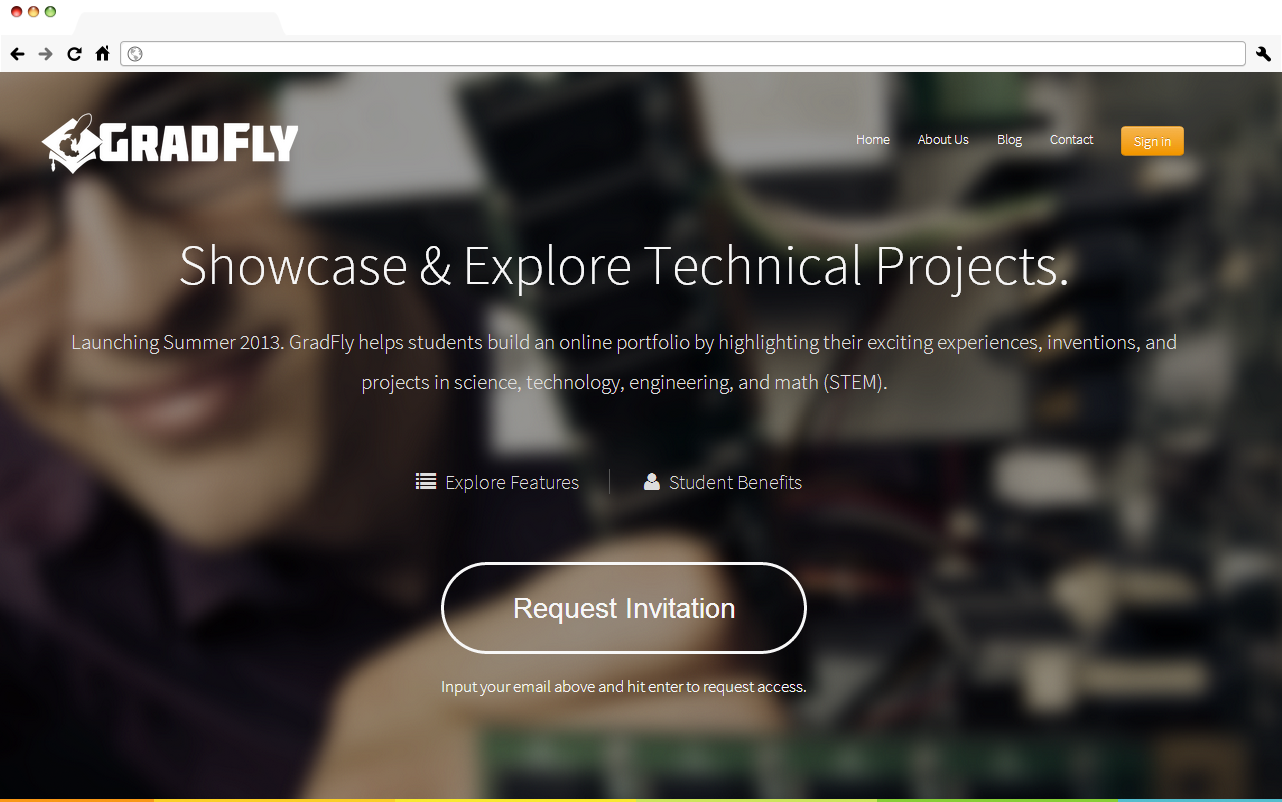 GRADFLY
Home About Us Blog Contact Sign in
Showcase & Explore Technical Projects.
Launching Summer 2013. GradFly helps students build an online portfolio by highlighting their exciting experiences, inventions, and
projects in science, technology, engineering, and math (STEM).
Explore Features Student Benefits
Request Invitation
Input your email above and hit enter to request access.